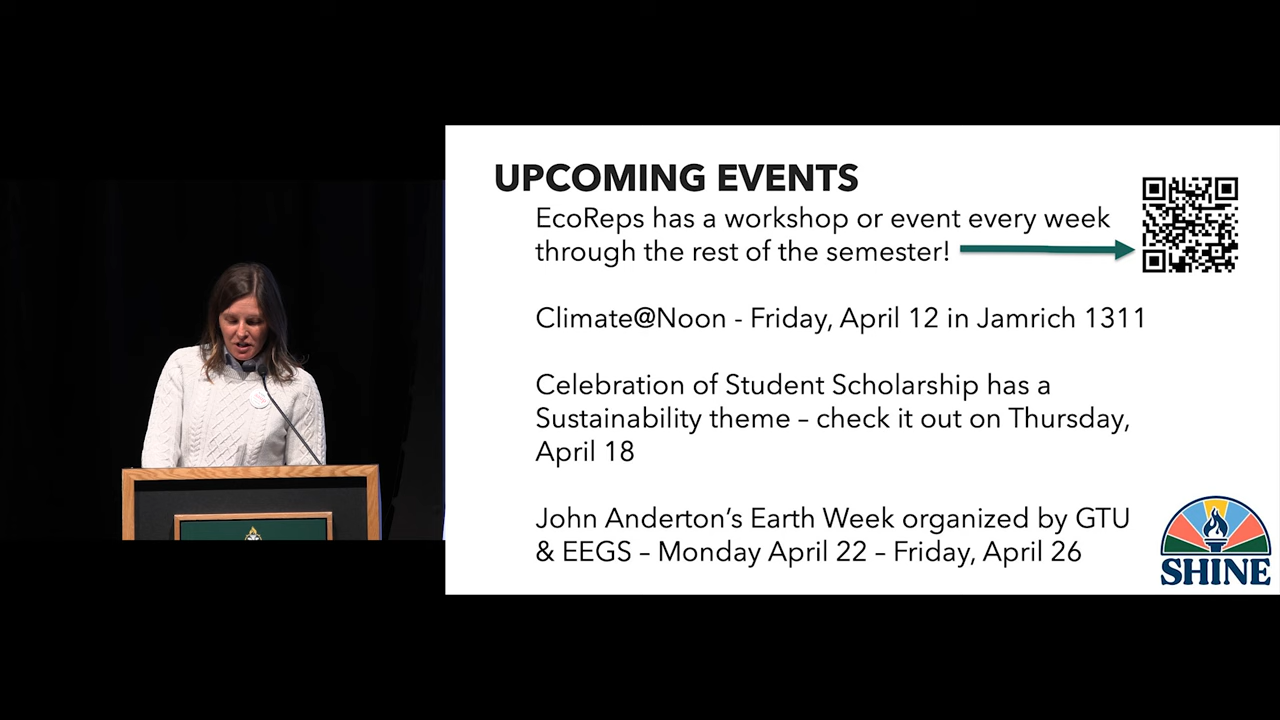 UPCOMING EVENTS
EcoReps has a workshop or event every week
through the rest of the semester!
Climate@Noon - Friday, April 12 in Jamrich 1311
Celebration of Student Scholarship has a
Sustainability theme – check it out on Thursday,
April 18
John Anderton’s Earth Week organized by GTU
& EEGS – Monday April 22 – Friday, April 26
SHINE